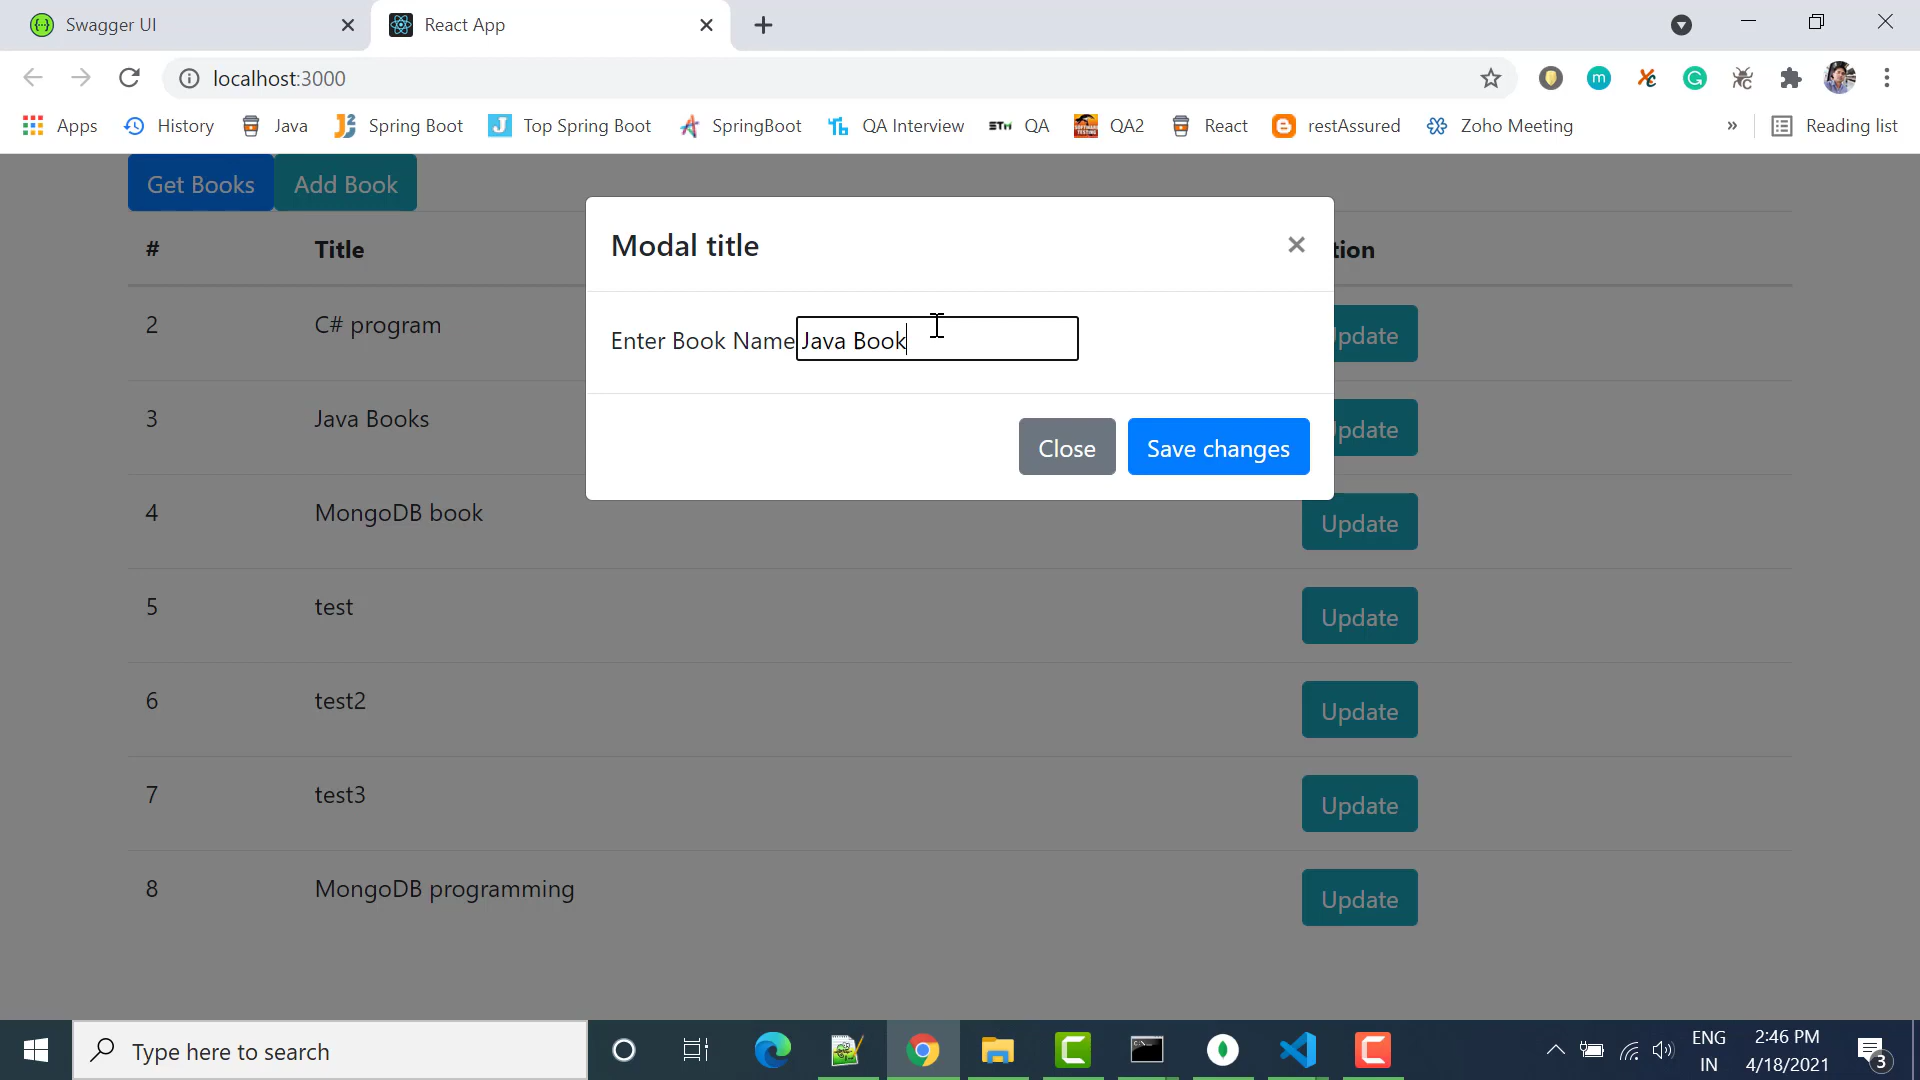 Swagger UI
React App
localhost:3000
Apps History Java Spring Boot Top Spring Boot SpringBoot QA Interview QA QA2 React restAssured Zoho Meeting » Reading list
Get Books Add Book
Modal title ×
# Title tion
Enter Book Name Java Book
2 C# program pdate
3 Java Books pdate
Close Save changes
4 MongoDB book Update
5 test Update
6 test2 Update
7 test3 Update
8 MongoDB programming Update
Type here to search
ENG
IN
2:46 PM
4/18/2021
3